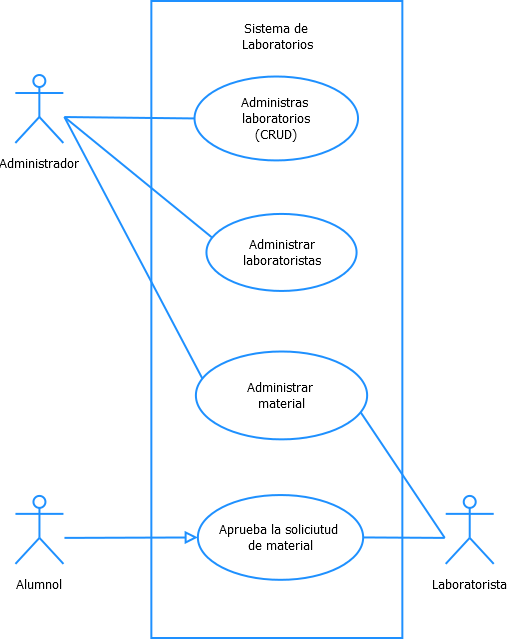 Sistema de
Laboratorios
Administras
laboratorios
(CRUD)
Administrador
Administrar
laboratoristas
Administrar
material
Aprueba la soliciutud
de material
Alumnol
Laboratorista